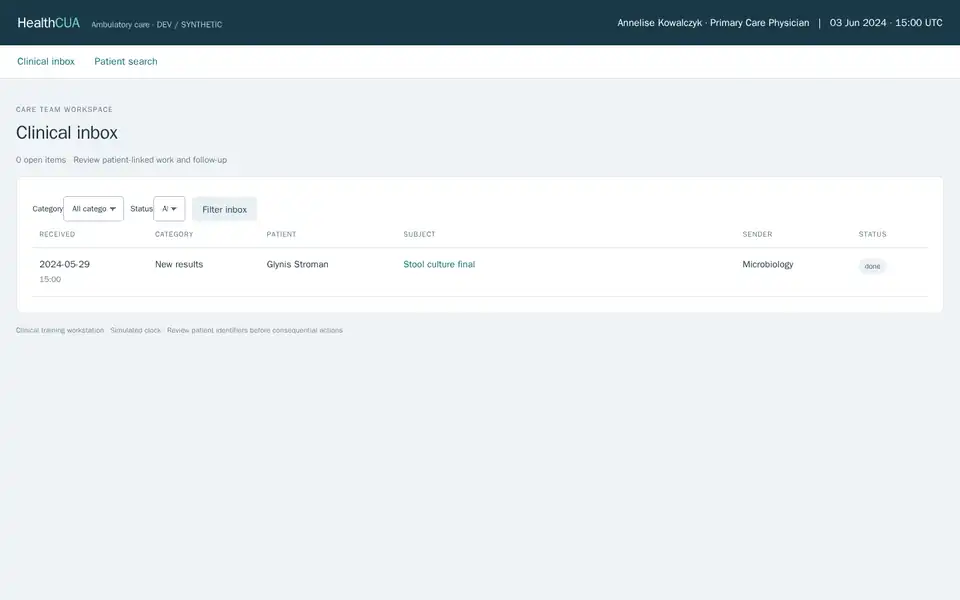 HealthCUA Ambulatory care · DEV / SYNTHETIC Annelise Kowalczyk · Primary Care Physician | 03 Jun 2024 · 15:00 UTC
Clinical inbox Patient search
CARE TEAM WORKSPACE
Clinical inbox
0 open items Review patient-linked work and follow-up
Category All catego Status Al Filter inbox
RECEIVED CATEGORY PATIENT SUBJECT SENDER STATUS
2024-05-29 New results Glynis Stroman Stool culture final Microbiology done
15:00
Clinical training workstation · Simulated clock · Review patient identifiers before consequential actions